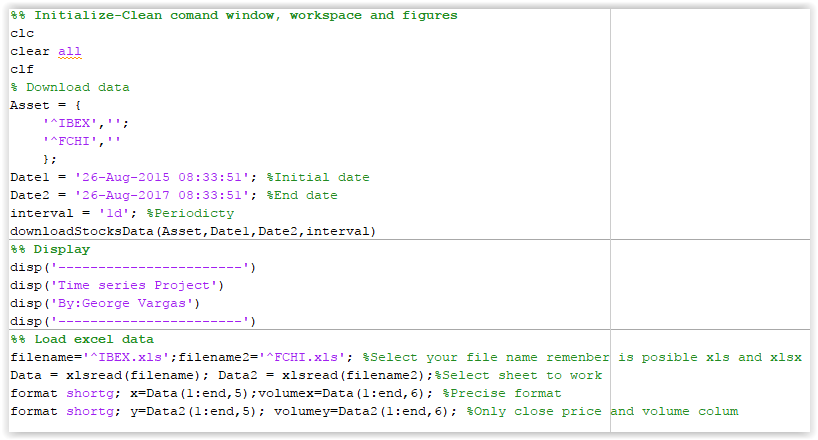 %% Initialize-Clean comand window, workspace and figures
clc
clear all
clf
% Download data
Asset = {
'^IBEX','';
'^FCHI',''
};
Date1 = '26-Aug-2015 08:33:51'; %Initial date
Date2 = '26-Aug-2017 08:33:51'; %End date
interval = '1d'; %Periodicty
downloadStocksData(Asset,Date1,Date2,interval)
%% Display
disp('-----------------------')
disp('Time series Project')
disp('By:George Vargas')
disp('-----------------------')
%% Load excel data
filename='^IBEX.xls';filename2='^FCHI.xls'; %Select your file name remenber is posible xls and xlsx
Data = xlsread(filename); Data2 = xlsread(filename2);%Select sheet to work
format shortg; x=Data(1:end,5);volumex=Data(1:end,6); %Precise format
format shortg; y=Data2(1:end,5); volumey=Data2(1:end,6); %Only close price and volume colum